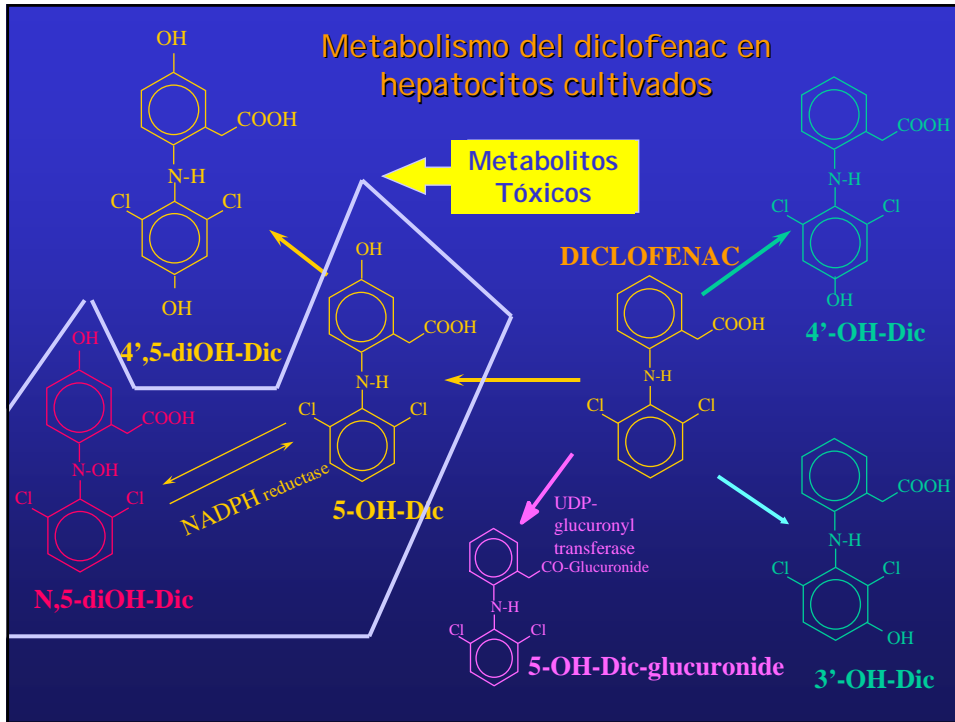 Metabolismo del diclofenac en
hepatocitos cultivados
Metabolitos
Tóxicos
OH
COOH
N-H
Cl
Cl
OH
4',5-diOH-Dic
OH
COOH
N-OH
Cl
Cl
N,5-diOH-Dic
NADPH reductase
OH
COOH
N-H
Cl
Cl
5-OH-Dic
DICLOFENAC
COOH
N-H
Cl
Cl
COOH
N-H
Cl
Cl
OH
4'-OH-Dic
UDP-
glucuronyl
transferase
CO-Glucuronide
N-H
Cl
Cl
5-OH-Dic-glucuronide
COOH
N-H
Cl
Cl
OH
3'-OH-Dic